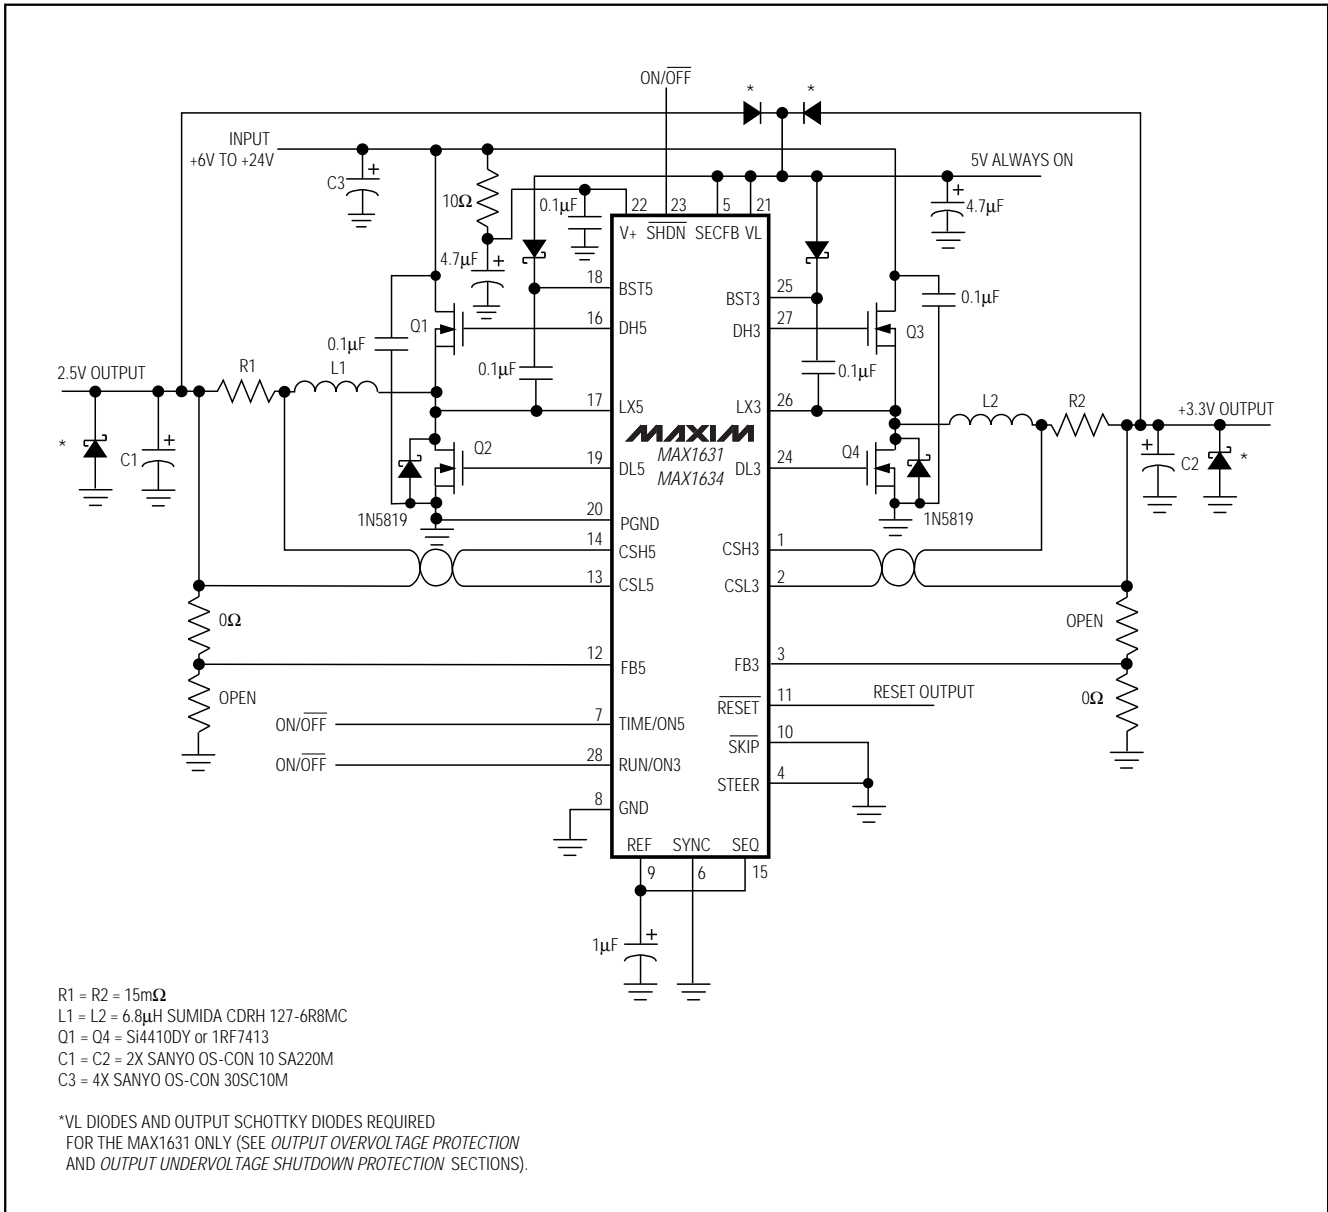 ON/OFF
* *
INPUT
+6V TO +24V
5V ALWAYS ON
C3 +
10Ω
0.1µF
+
4.7µF
22 23 5 21
V+ SHDN SECFB VL
4.7µF +
18 BST5
BST3 25
0.1µF
Q1
16 DH5
DH3 27
Q3
0.1µF
2.5V OUTPUT
R1
L1
0.1µF
0.1µF
17 LX5
LX3 26
L2
R2
+3.3V OUTPUT
MAXIM
MAX1631
MAX1634
*
C1 +
Q2
19 DL5
DL3 24
Q4
+ C2
*
1N5819
20 PGND
1N5819
14 CSH5
CSH3 1
13 CSL5
CSL3 2
0Ω
OPEN
12 FB5
FB3 3
OPEN
0Ω
RESET 11
RESET OUTPUT
ON/OFF
7 TIME/ON5
SKIP 10
ON/OFF
28 RUN/ON3
STEER 4
8 GND
REF SYNC SEQ
9 6 15
1µF +
R1 = R2 = 15mΩ
L1 = L2 = 6.8µH SUMIDA CDRH 127-6R8MC
Q1 = Q4 = Si4410DY or 1RF7413
C1 = C2 = 2X SANYO OS-CON 10 SA220M
C3 = 4X SANYO OS-CON 30SC10M
*VL DIODES AND OUTPUT SCHOTTKY DIODES REQUIRED
FOR THE MAX1631 ONLY (SEE OUTPUT OVERVOLTAGE PROTECTION
AND OUTPUT UNDERVOLTAGE SHUTDOWN PROTECTION SECTIONS).